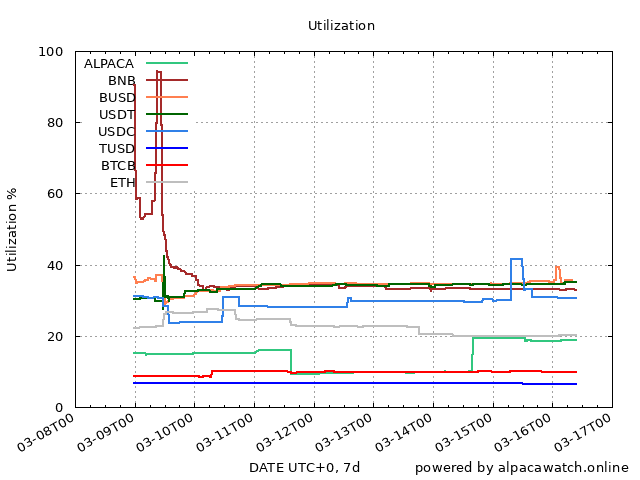 Utilization
100
80
60
40
20
0
Utilization %
ALPACA
BNB
BUSD
USDT
USDC
TUSD
BTCB
ETH
03-08T00
03-09T00
03-10T00
03-11T00
03-12T00
03-13T00
03-14T00
03-15T00
03-16T00
03-17T00
DATE UTC+0, 7d
powered by alpacawatch.online